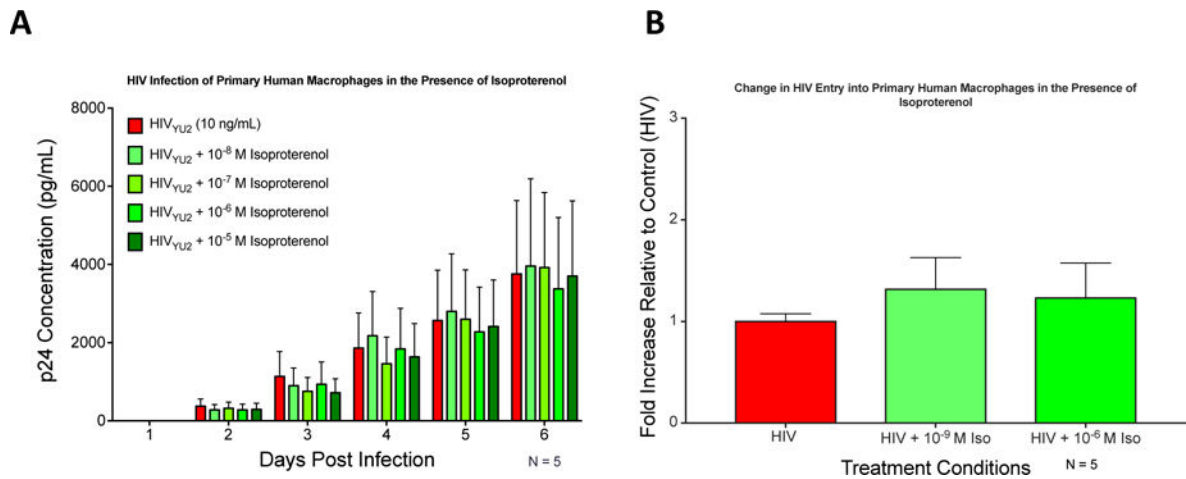 A
HIV Infection of Primary Human Macrophages in the Presence of Isoproterenol
p24 Concentration (pg/mL)
8000
6000
4000
2000
0
HIVYU2 (10 ng/mL)
HIVYU2 + 10-8 M Isoproterenol
HIVYU2 + 10-7 M Isoproterenol
HIVYU2 + 10-6 M Isoproterenol
HIVYU2 + 10-5 M Isoproterenol
1 2 3 4 5 6
Days Post Infection
N = 5
B
Change in HIV Entry into Primary Human Macrophages in the Presence of
Isoproterenol
Fold Increase Relative to Control (HIV)
3
2
1
0
HIV HIV + 10-9 M Iso HIV + 10-6 M Iso
Treatment Conditions
N = 5